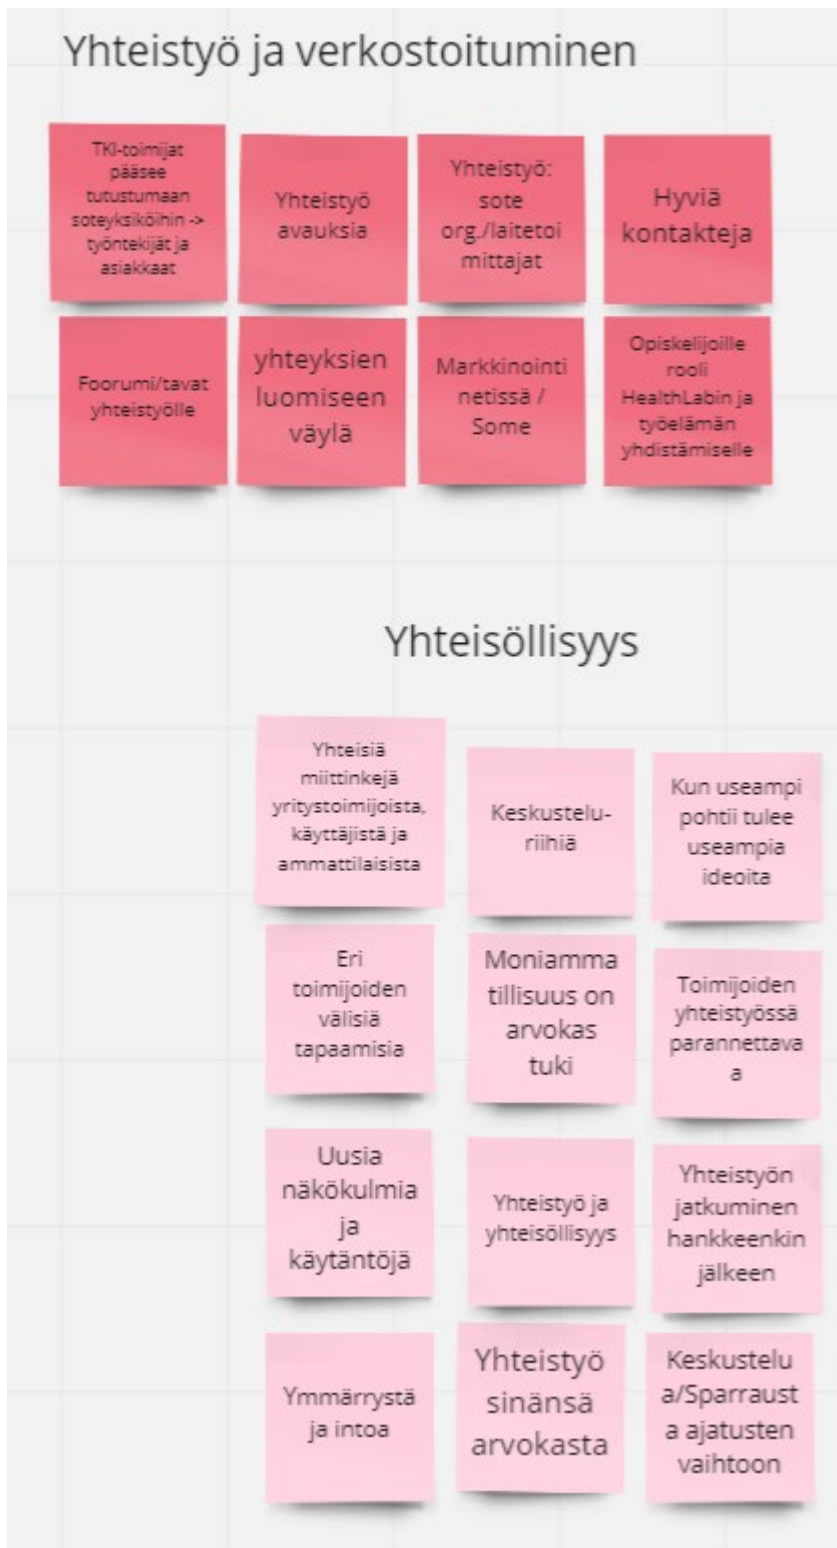 Yhteistyö ja verkostoituminen
TKI-toimijat
pääsee
tutustumaan
soteyksiköihin ->
työntekijät ja
asiakkaat
Yhteistyö
avauksia
Yhteistyö:
sote
org./laitetoi
mittajat
Hyviä
kontakteja
Foorumi/tavat
yhteistyölle
yhteyksien
luomiseen
väylä
Markkinointi
netissä /
Some
Opiskelijoille
rooli
HealthLabin ja
työelämän
yhdistämiselle
Yhteisöllisyys
Yhteisiä
miittinkejä
yritystoimijoista,
käyttäjistä ja
ammattilaisista
Keskustelu-
riihiä
Kun useampi
pohtii tulee
useampia
ideoita
Eri
toimijoiden
välisiä
tapaamisia
Moniamma
tillisuus on
arvokas
tuki
Toimijoiden
yhteistyössä
parannettava
a
Uusia
näkökulmia
ja
käytäntöjä
Yhteistyö ja
yhteisöllisyys
Yhteistyön
jatkuminen
hankkeenkin
jälkeen
Ymmärrystä
ja intoa
Yhteistyö
sinänsä
arvokasta
Keskustelu
a/Sparraust
a ajatusten
vaihtoon